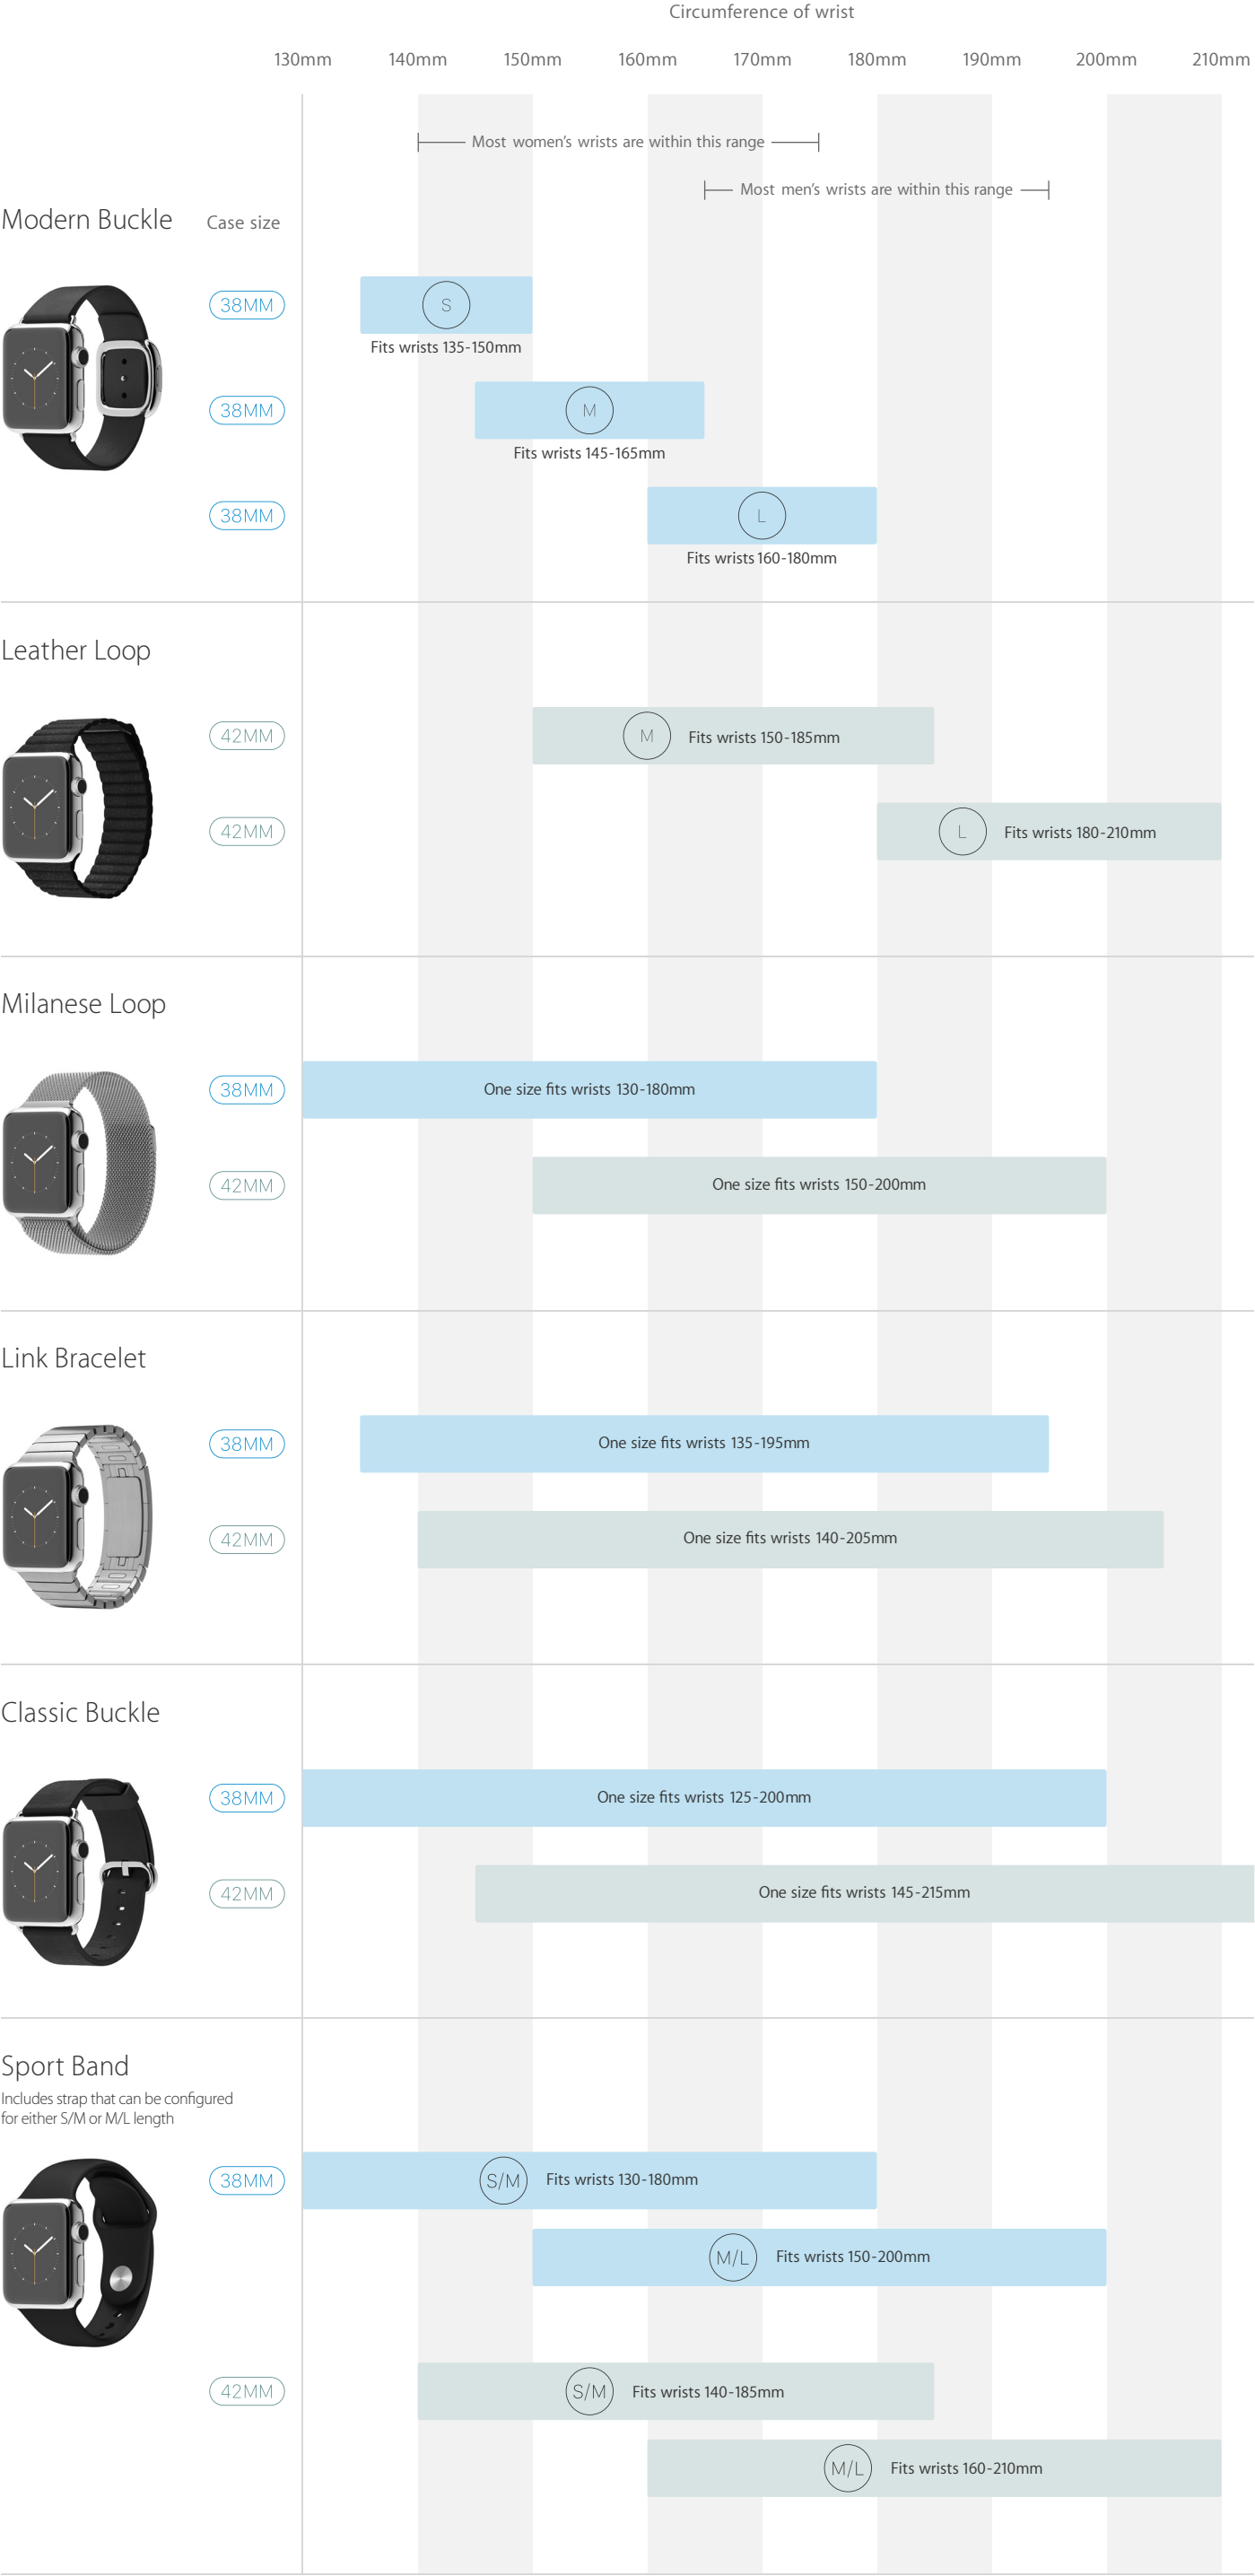 Circumference of wrist
130mm 140mm 150mm 160mm 170mm 180mm 190mm 200mm 210mm
Most women's wrists are within this range
Most men's wrists are within this range
Modern Buckle Case size
38MM S
Fits wrists 135-150mm
38MM M
Fits wrists 145-165mm
38MM L
Fits wrists 160-180mm
Leather Loop
42MM M Fits wrists 150-185mm
42MM L Fits wrists 180-210mm
Milanese Loop
38MM One size fits wrists 130-180mm
42MM One size fits wrists 150-200mm
Link Bracelet
38MM One size fits wrists 135-195mm
42MM One size fits wrists 140-205mm
Classic Buckle
38MM One size fits wrists 125-200mm
42MM One size fits wrists 145-215mm
Sport Band
Includes strap that can be configured
for either S/M or M/L length
38MM S/M Fits wrists 130-180mm
M/L Fits wrists 150-200mm
42MM S/M Fits wrists 140-185mm
M/L Fits wrists 160-210mm